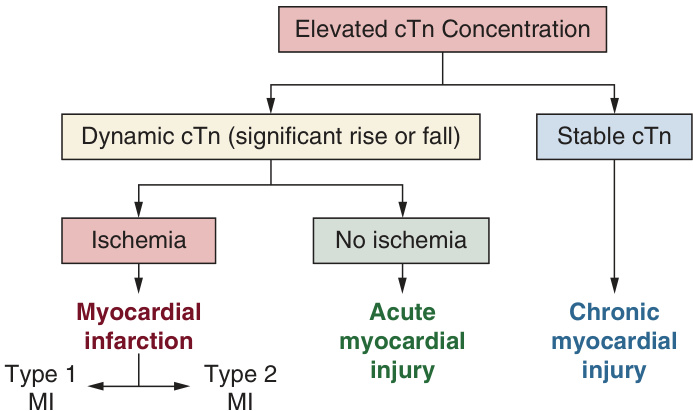 Elevated cTn Concentration
Dynamic cTn (significant rise or fall)
Stable cTn
Ischemia
No ischemia
Myocardial
infarction
Acute
myocardial
injury
Chronic
myocardial
injury
Type 1
MI
Type 2
MI